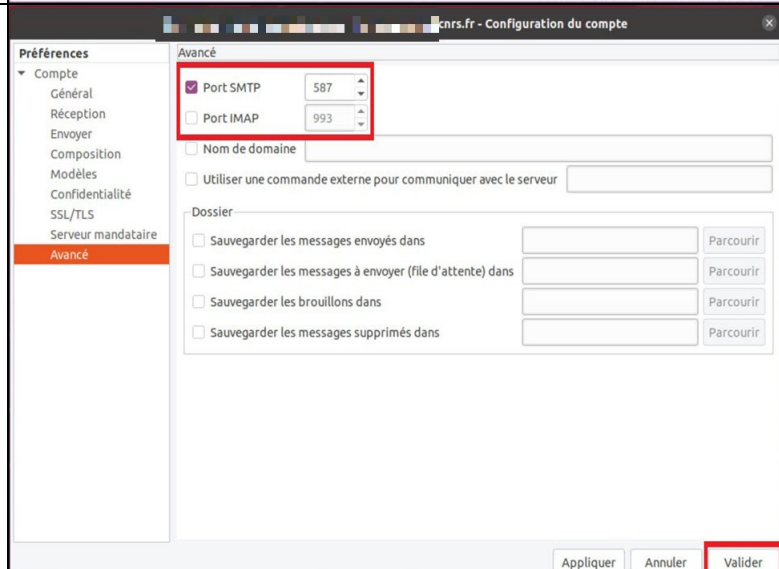 cnrs.fr - Configuration du compte
Préférences
Compte
Général
Réception
Envoyer
Composition
Modèles
Confidentialité
SSL/TLS
Serveur mandataire
Avancé
Avancé
Port SMTP 587
Port IMAP 993
Nom de domaine
Utiliser une commande externe pour communiquer avec le serveur
Dossier
Sauvegarder les messages envoyés dans Parcourir
Sauvegarder les messages à envoyer (file d'attente) dans Parcourir
Sauvegarder les brouillons dans Parcourir
Sauvegarder les messages supprimés dans Parcourir
Appliquer Annuler Valider